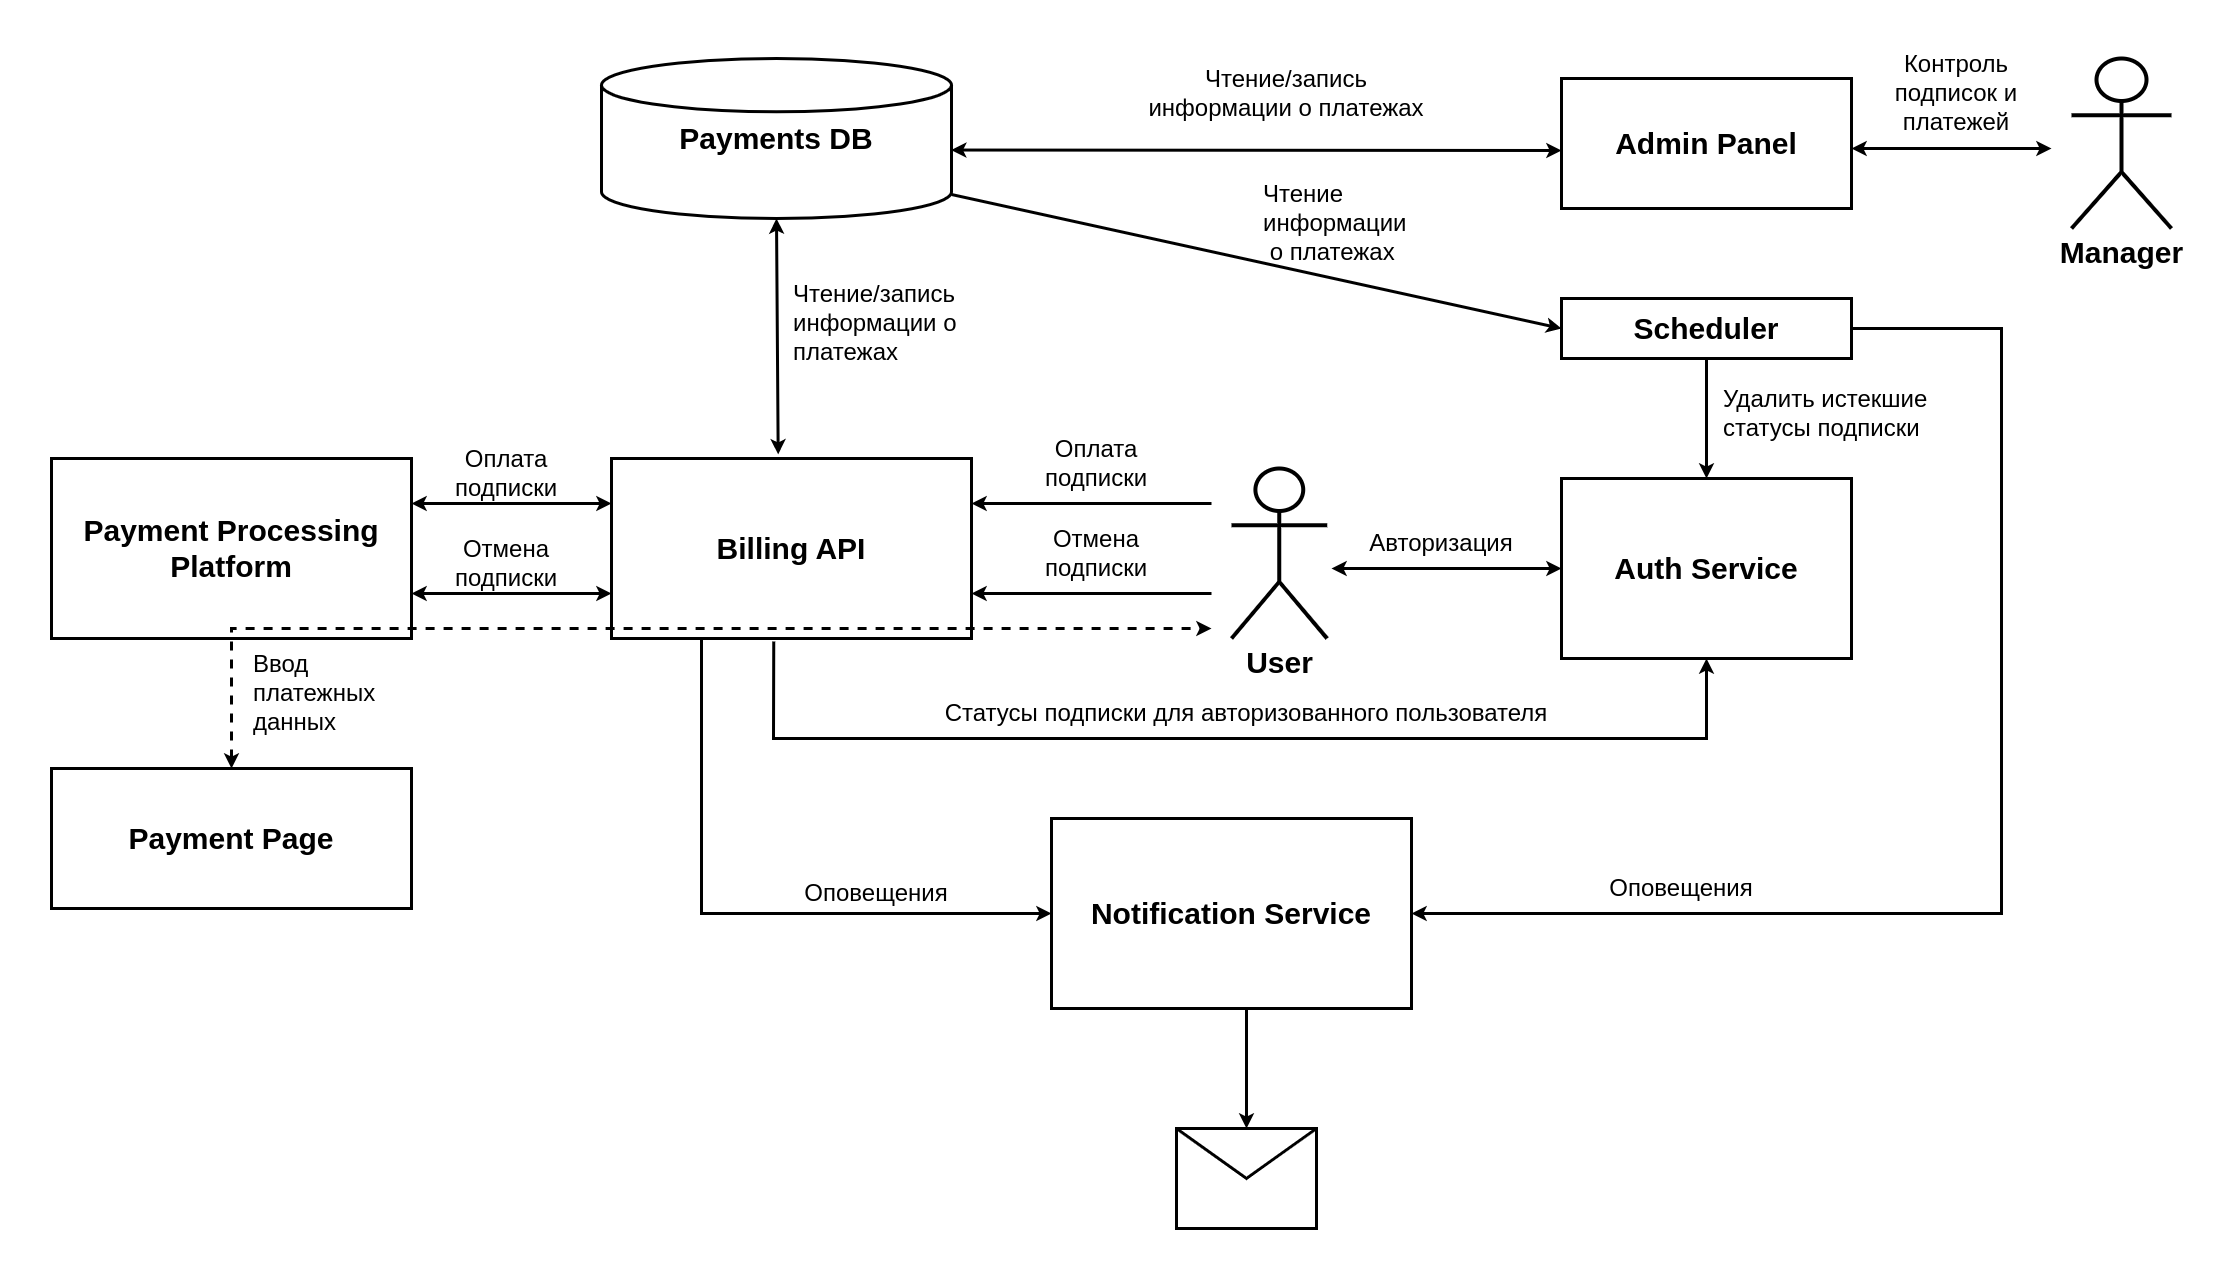 Payments DB
Чтение/запись
информации о платежах
Admin Panel
Контроль
подписок и
платежей
Manager
Чтение
информации
о платежах
Чтение/запись
информации о
платежах
Scheduler
Удалить истекшие
статусы подписки
Payment Processing
Platform
Оплата
подписки
Отмена
подписки
Billing API
Оплата
подписки
Отмена
подписки
User
Авторизация
Auth Service
Ввод
платежных
данных
Статусы подписки для авторизованного пользователя
Payment Page
Оповещения
Notification Service
Оповещения